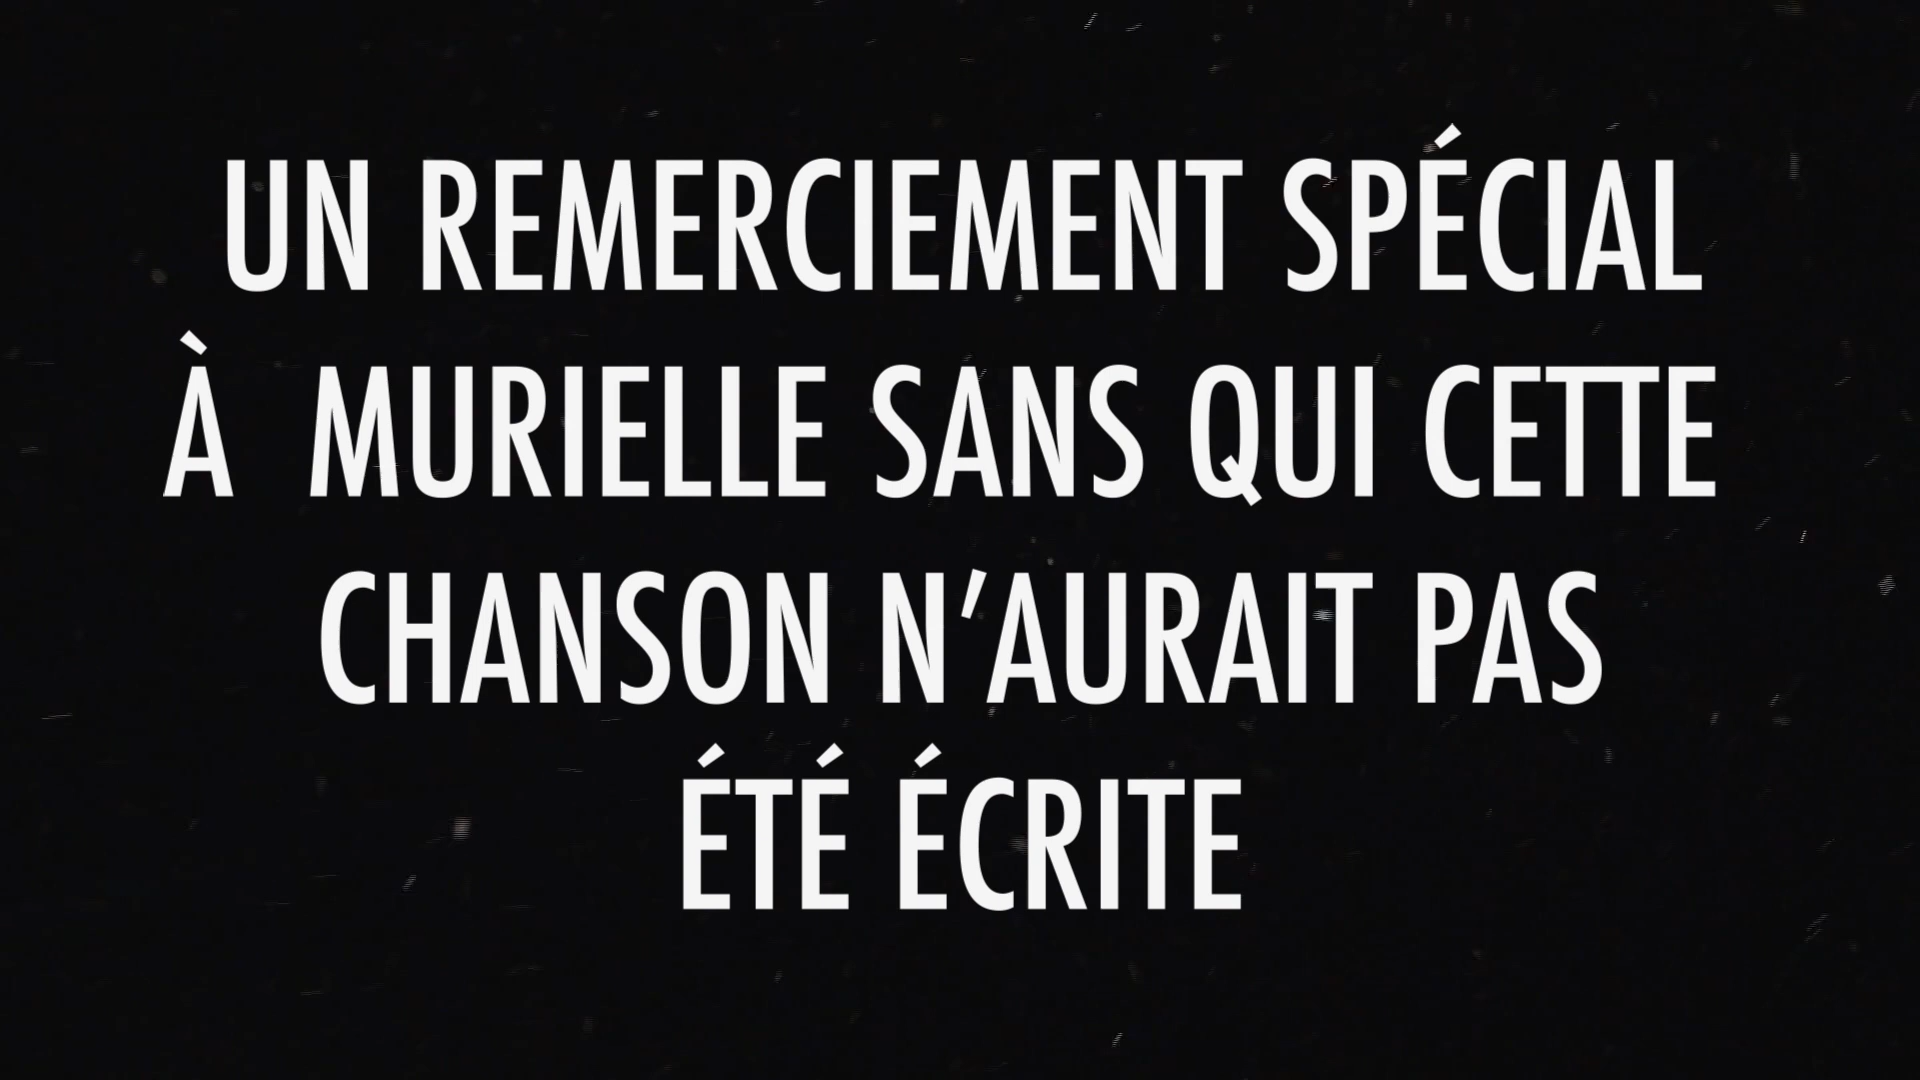 UN REMERCIEMENT SPÉCIAL
À  MURIELLE SANS QUI CETTE
CHANSON N’AURAIT PAS
ÉTÉ ÉCRITE